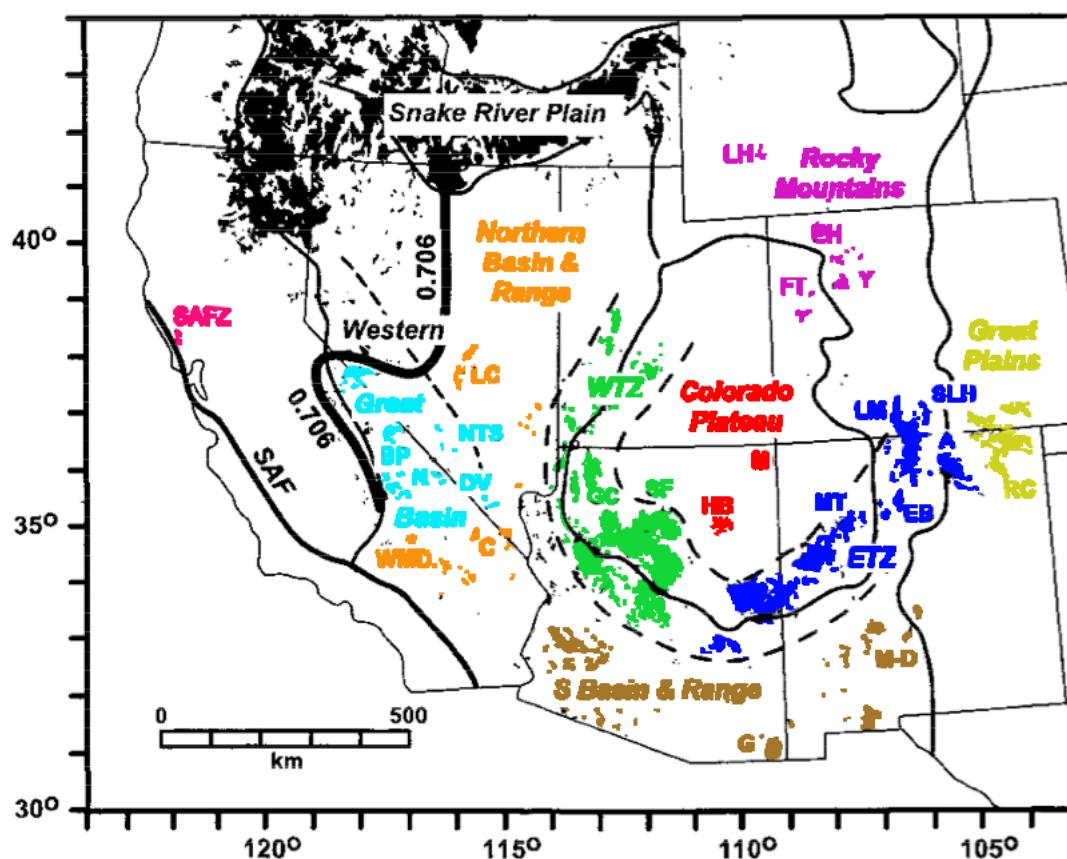 Snake River Plain
LH
Rocky
Mountains
40°
Northern
Basin &
Range
0.706
EH
FT
Y
SAFZ
Western
Great
Plains
LC
WTZ
Colorado
Plateau
SLH
LM
Great
0.706
NTS
BP
N
DV
Basin
SAF
M
A
RC
GC
SF
HB
MT
EB
35°
C
WMD
ETZ
M-D
S Basin & Range
0
500
km
G
30°
120°
115°
110°
105°